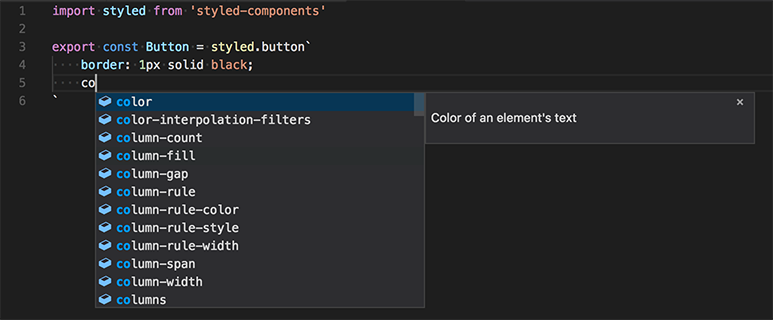 1 import styled from 'styled-components'
2
3 export const Button = styled.button`
4 ····border: 1px solid black;
5 ····co
6 `
color
color-interpolation-filters
column-count
column-fill
column-gap
column-rule
column-rule-color
column-rule-style
column-rule-width
column-span
column-width
columns
×
Color of an element's text